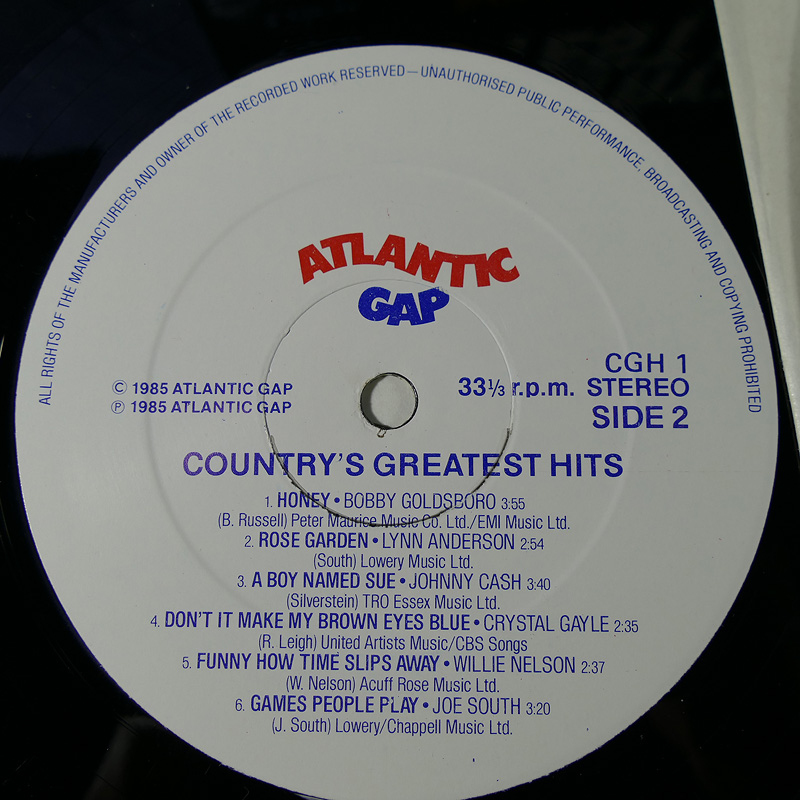 ALL RIGHTS OF THE MANUFACTURERS AND OWNER OF THE RECORDED WORK RESERVED—UNAUTHORISED PUBLIC PERFORMANCE, BROADCASTING AND COPYING PROHIBITED
ATLANTIC
GAP
© 1985 ATLANTIC GAP
℗ 1985 ATLANTIC GAP
CGH 1
33⅓ r.p.m. STEREO
SIDE 2
COUNTRY'S GREATEST HITS
1. HONEY • BOBBY GOLDSBORO 3:55
(B. Russell) Peter Maurice Music Co. Ltd./EMI Music Ltd.
2. ROSE GARDEN • LYNN ANDERSON 2:54
(South) Lowery Music Ltd.
3. A BOY NAMED SUE • JOHNNY CASH 3:40
(Silverstein) TRO Essex Music Ltd.
4. DON'T IT MAKE MY BROWN EYES BLUE • CRYSTAL GAYLE 2:35
(R. Leigh) United Artists Music/CBS Songs
5. FUNNY HOW TIME SLIPS AWAY • WILLIE NELSON 2:37
(W. Nelson) Acuff Rose Music Ltd.
6. GAMES PEOPLE PLAY • JOE SOUTH 3:20
(J. South) Lowery/Chappell Music Ltd.